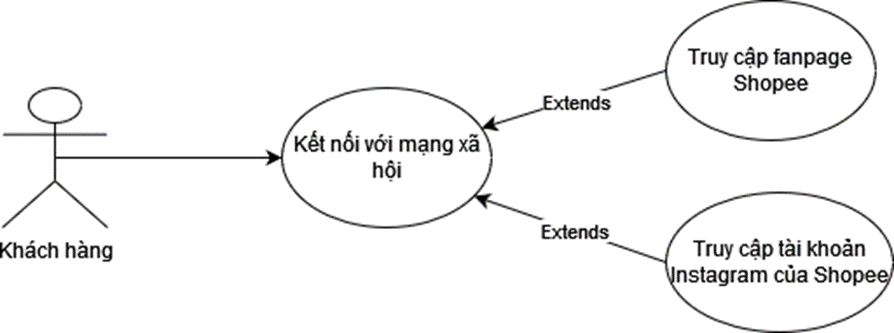 Khách hàng
Kết nối với mạng xã
hội
Extends
Truy cập fanpage
Shopee
Extends
Truy cập tài khoản
Instagram của Shopee